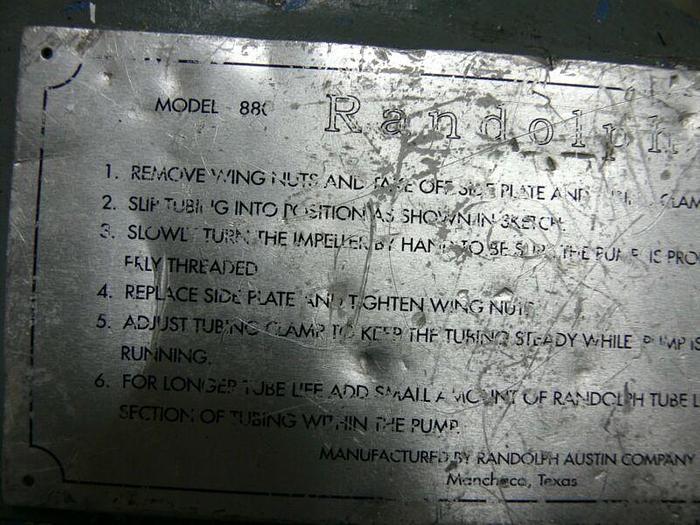 MODEL 880 Randolph
1. REMOVE WING NUTS AND TAKE OFF SIDE PLATE AND TUBING CLAM
2. SLIP TUBING INTO POSITION AS SHOWN IN SKETCH.
3. SLOWLY TURN THE IMPELLER BY HAND TO BE SURE THE PUMP IS PROP
ERLY THREADED
4. REPLACE SIDE PLATE AND TIGHTEN WING NUTS
5. ADJUST TUBING CLAMP TO KEEP THE TUBING STEADY WHILE PUMP IS
RUNNING.
6. FOR LONGER TUBE LIFE ADD SMALL AMOUNT OF RANDOLPH TUBE L
SECTION OF TUBING WITHIN THE PUMP.
MANUFACTURED BY RANDOLPH AUSTIN COMPANY
Manchaca, Texas